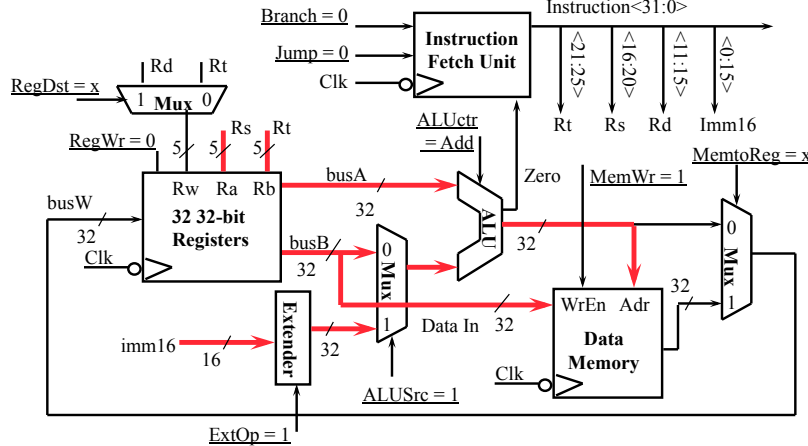 Branch = 0
Instruction<31:0>
Jump = 0
Instruction
Fetch Unit
Clk
<21:25>
<16:20>
<11:15>
<0:15>
Rt
Rs
Rd
Imm16
Rd
Rt
RegDst = x
1
Mux
0
RegWr = 0
5
5
5
Rs
Rt
ALUctr
= Add
Zero
MemWr = 1
MemtoReg = x
Rw
Ra
Rb
busA
32
busW
32
32 32-bit
Registers
busB
32
Clk
ALU
32
0
Mux
1
0
Mux
1
32
WrEn
Adr
Data In
32
Data
Memory
Extender
imm16
16
32
Clk
ALUSrc = 1
ExtOp = 1